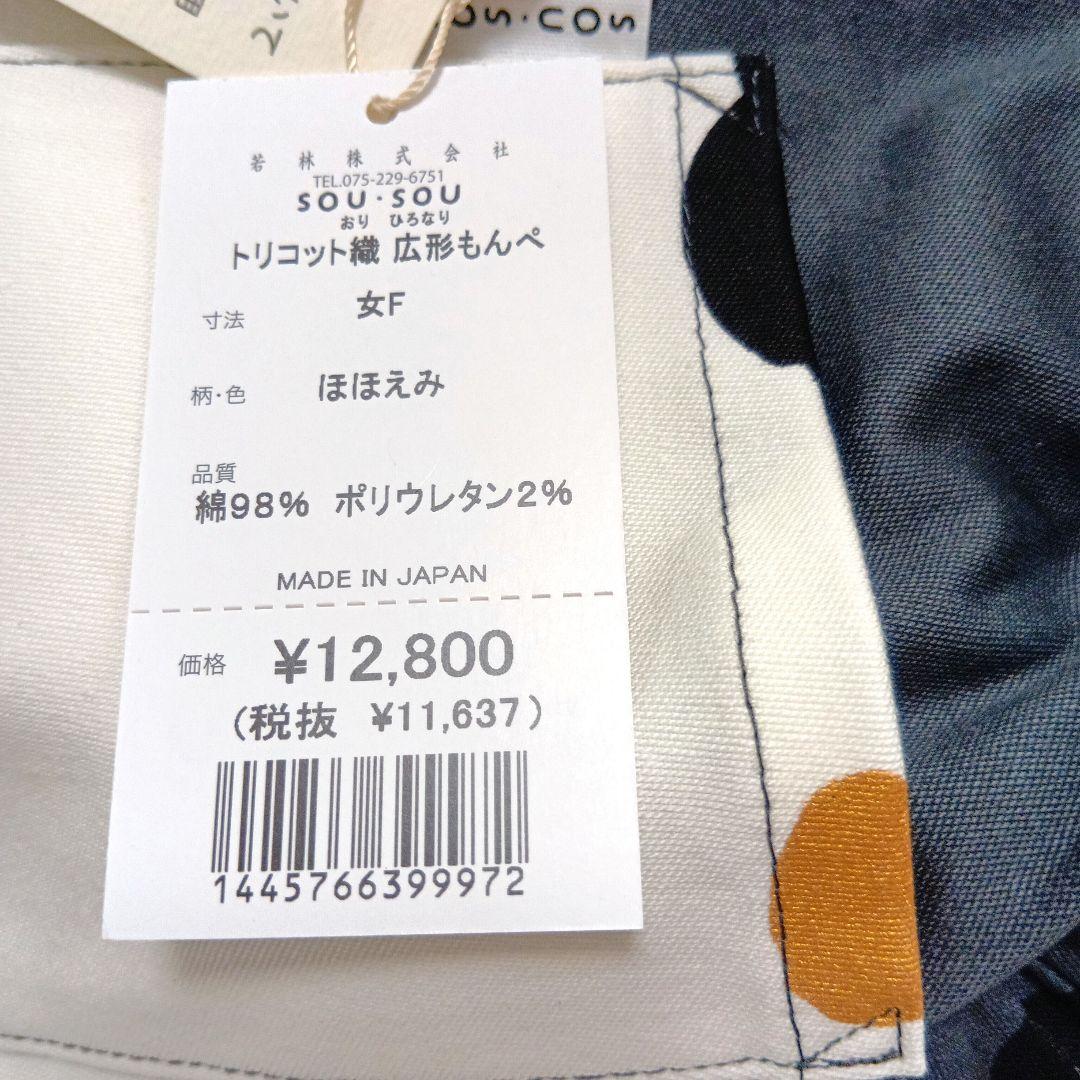 SOU・SOU
若林株式会社
TEL.075-229-6751
SOU・SOU
おり ひろなり
トリコット織 広形もんぺ
寸法 女F
柄・色 ほほえみ
品質
綿98% ポリウレタン2%
MADE IN JAPAN
価格 ¥12,800
(税抜 ¥11,637)
1445766399972